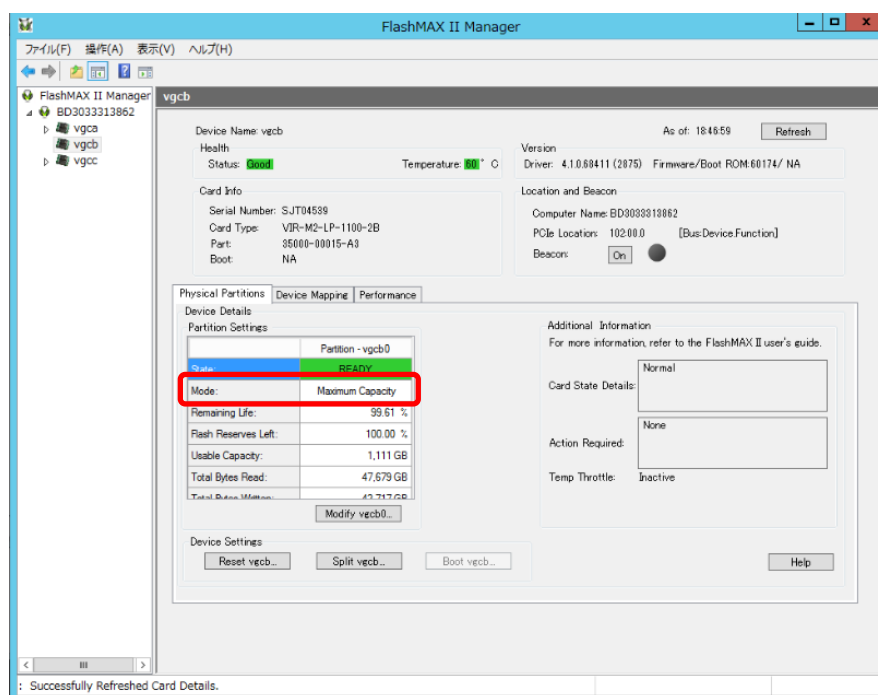 FlashMAX II Manager
ファイル(F) 操作(A) 表示(V) ヘルプ(H)
FlashMAX II Manager
BD3033313862
vgca
vgcb
vgcc
vgcb
Device Name: vgcb
As of: 18:46:59
Refresh
Health
Status: Good
Temperature: 60 ° C
Version
Driver: 4.1.0.68411 (2875) Firmware/Boot ROM:60174/ NA
Card Info
Serial Number: SJT04539
Card Type: VIR-M2-LP-1100-2B
Part: 35000-00015-A3
Boot: NA
Location and Beacon
Computer Name: BD3033313862
PCIe Location: 102:00.0 [Bus:Device.Function]
Beacon: On
Physical Partitions Device Mapping Performance
Device Details
Partition Settings
Partition - vgcb0
State: READY
Mode: Maximum Capacity
Remaining Life: 99.61 %
Flash Reserves Left: 100.00 %
Usable Capacity: 1,111 GB
Total Bytes Read: 47,679 GB
Total Bytes Written: 42,717 GB
Modify vgcb0...
Additional Information
For more information, refer to the FlashMAX II user's guide.
Card State Details: Normal
Action Required: None
Temp Throttle: Inactive
Device Settings
Reset vgcb... Split vgcb... Boot vgcb...
Help
: Successfully Refreshed Card Details.